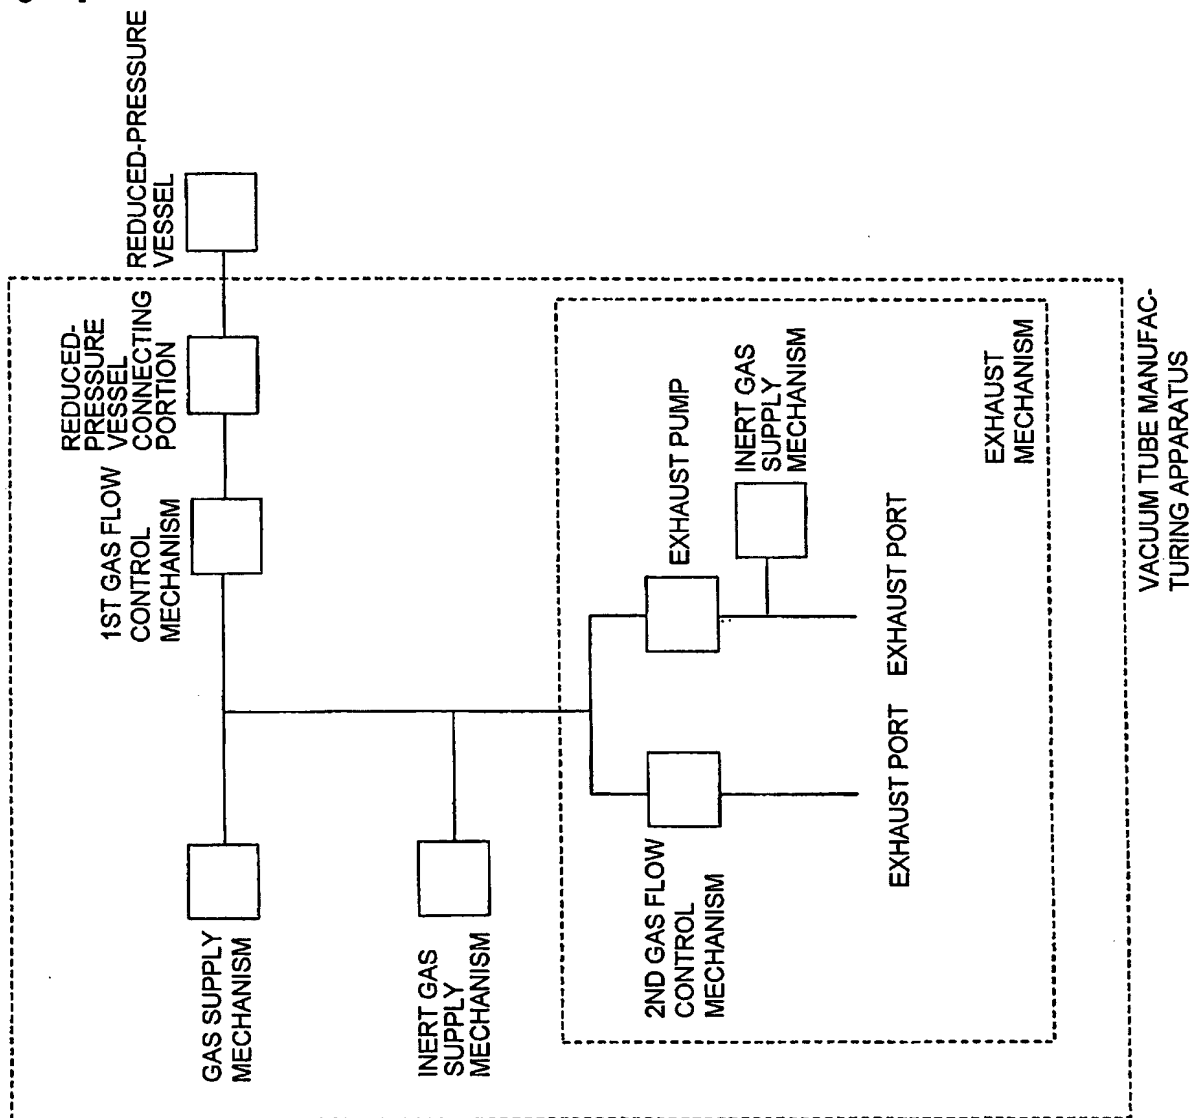 REDUCED-PRESSURE
VESSEL
REDUCED-
PRESSURE
VESSSEL
CONNECTING
PORTION
1ST GAS FLOW
CONTROL
MECHANISM
GAS SUPPLY
MECHANISM
INERT GAS
SUPPLY
MECHANISM
2ND GAS FLOW
CONTROL
MECHANISM
EXHAUST PUMP
INERT GAS
SUPPLY
MECHANISM
EXHAUST PORT
EXHAUST PORT
EXHAUST
MECHANISM
VACUUM TUBE MANUFAC-
TURING APPARATUS